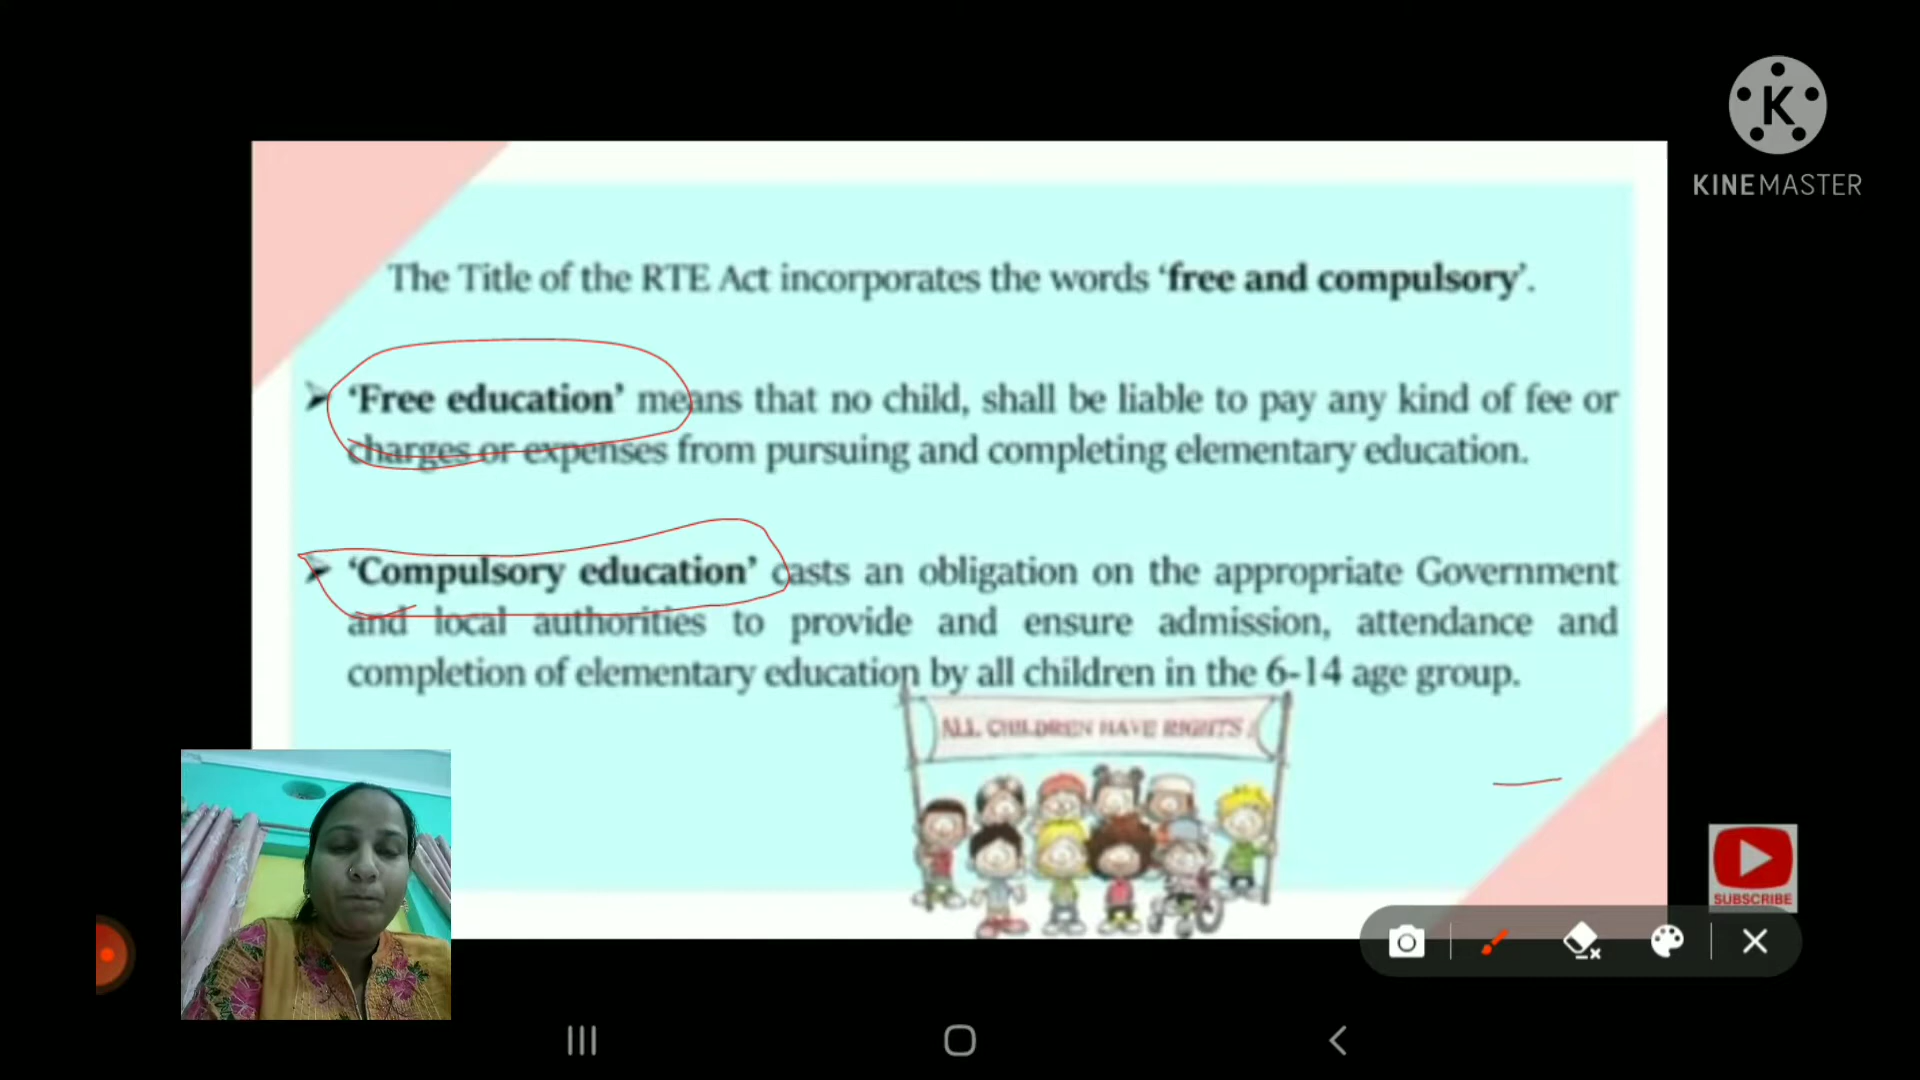 K
KINEMASTER
The Title of the RTE Act incorporates the words ‘free and compulsory’.
‘Free education’ means that no child, shall be liable to pay any kind of fee or
charges or expenses from pursuing and completing elementary education.
‘Compulsory education’ casts an obligation on the appropriate Government
and local authorities to provide and ensure admission, attendance and
completion of elementary education by all children in the 6-14 age group.
ALL CHILDREN HAVE RIGHTS
SUBSCRIBE